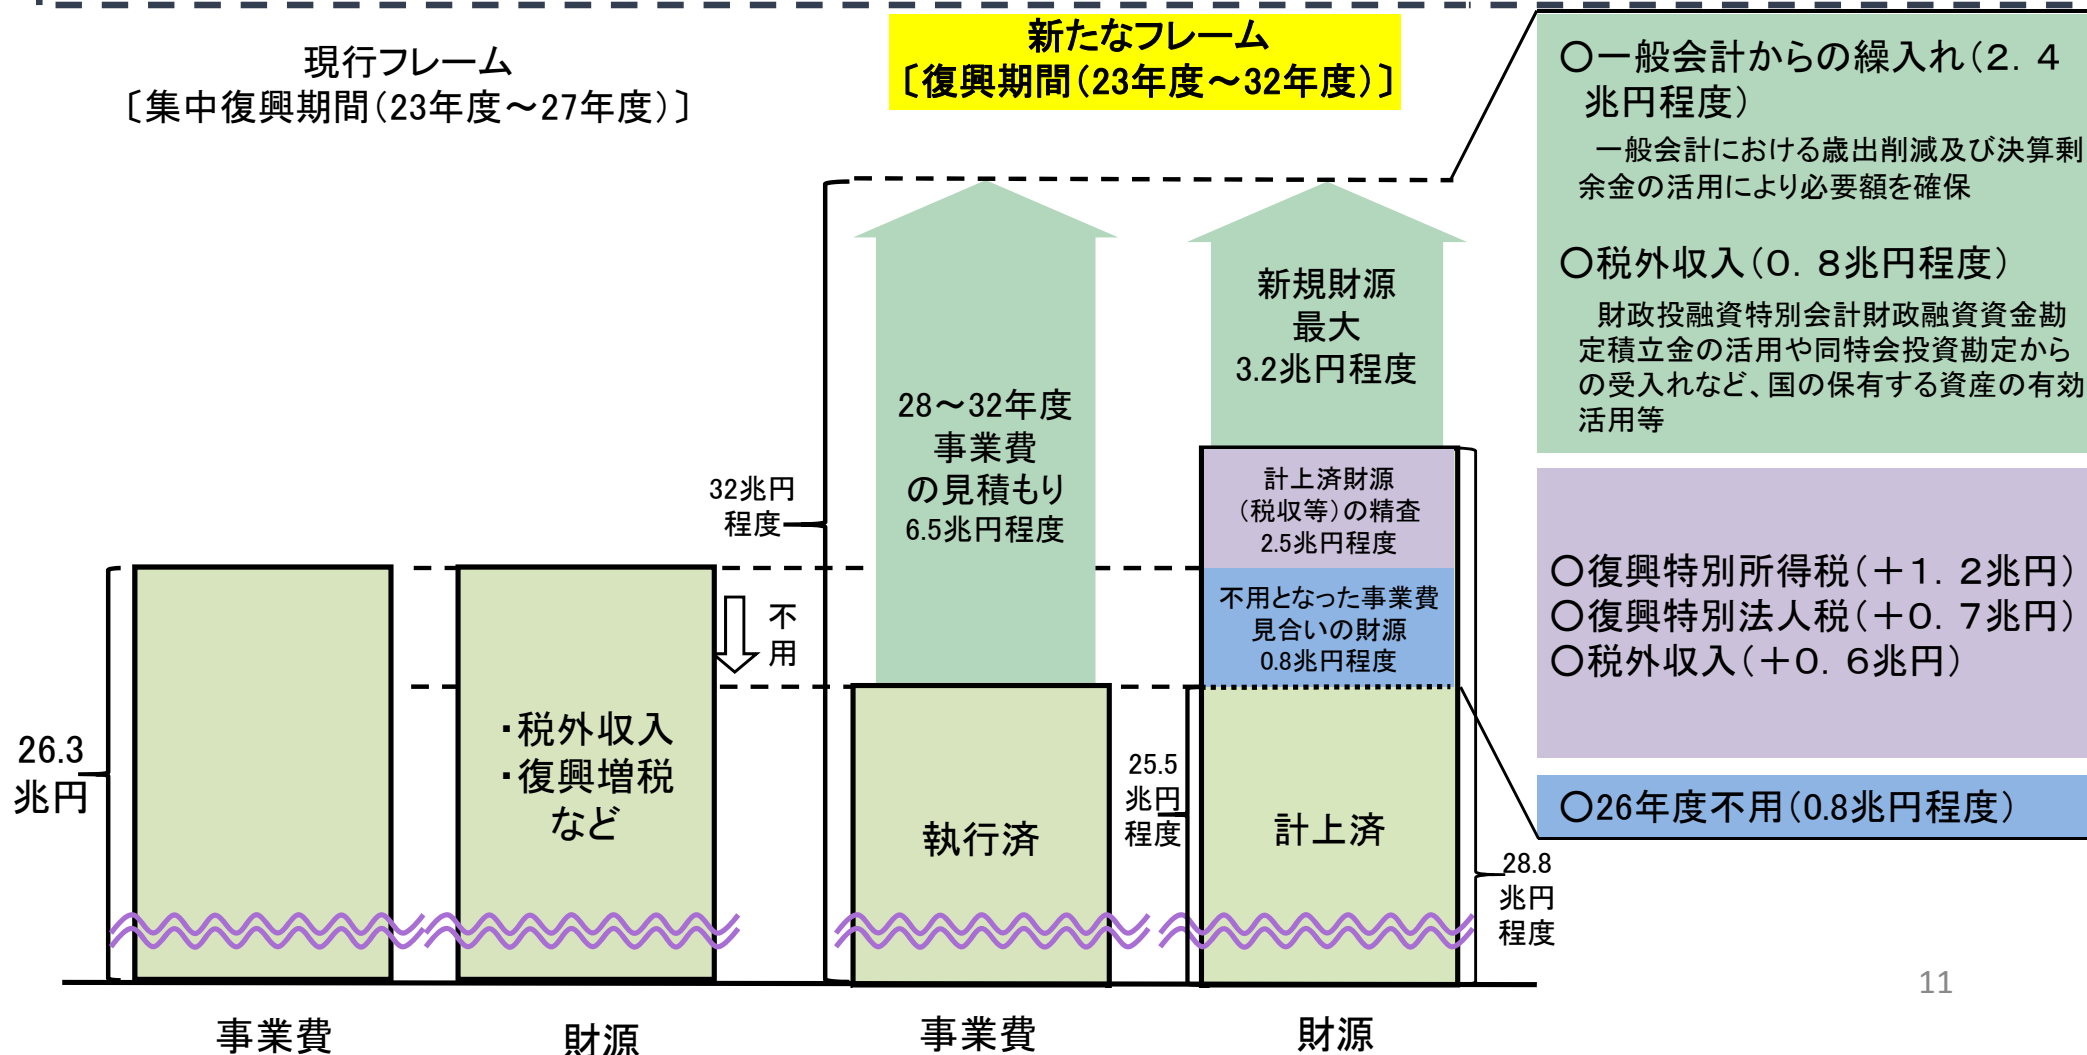 現行フレーム
〔集中復興期間(23年度～27年度)〕
新たなフレーム
〔復興期間(23年度～32年度)〕
26.3
兆円
・税外収入
・復興増税
など
不
用
事業費
財源
32兆円
程度
28～32年度
事業費
の見積もり
6.5兆円程度
執行済
事業費
新規財源
最大
3.2兆円程度
計上済財源
(税収等)の精査
2.5兆円程度
不用となった事業費
見合いの財源
0.8兆円程度
25.5
兆円
程度
計上済
財源
28.8
兆円
程度
〇一般会計からの繰入れ(2．4
兆円程度)
一般会計における歳出削減及び決算剰
余金の活用により必要額を確保
〇税外収入(0．8兆円程度)
財政投融資特別会計財政融資資金勘
定積立金の活用や同特会投資勘定から
の受入れなど、国の保有する資産の有効
活用等
〇復興特別所得税(＋1．2兆円)
〇復興特別法人税(＋0．7兆円)
〇税外収入(＋0．6兆円)
〇26年度不用(0.8兆円程度)
11